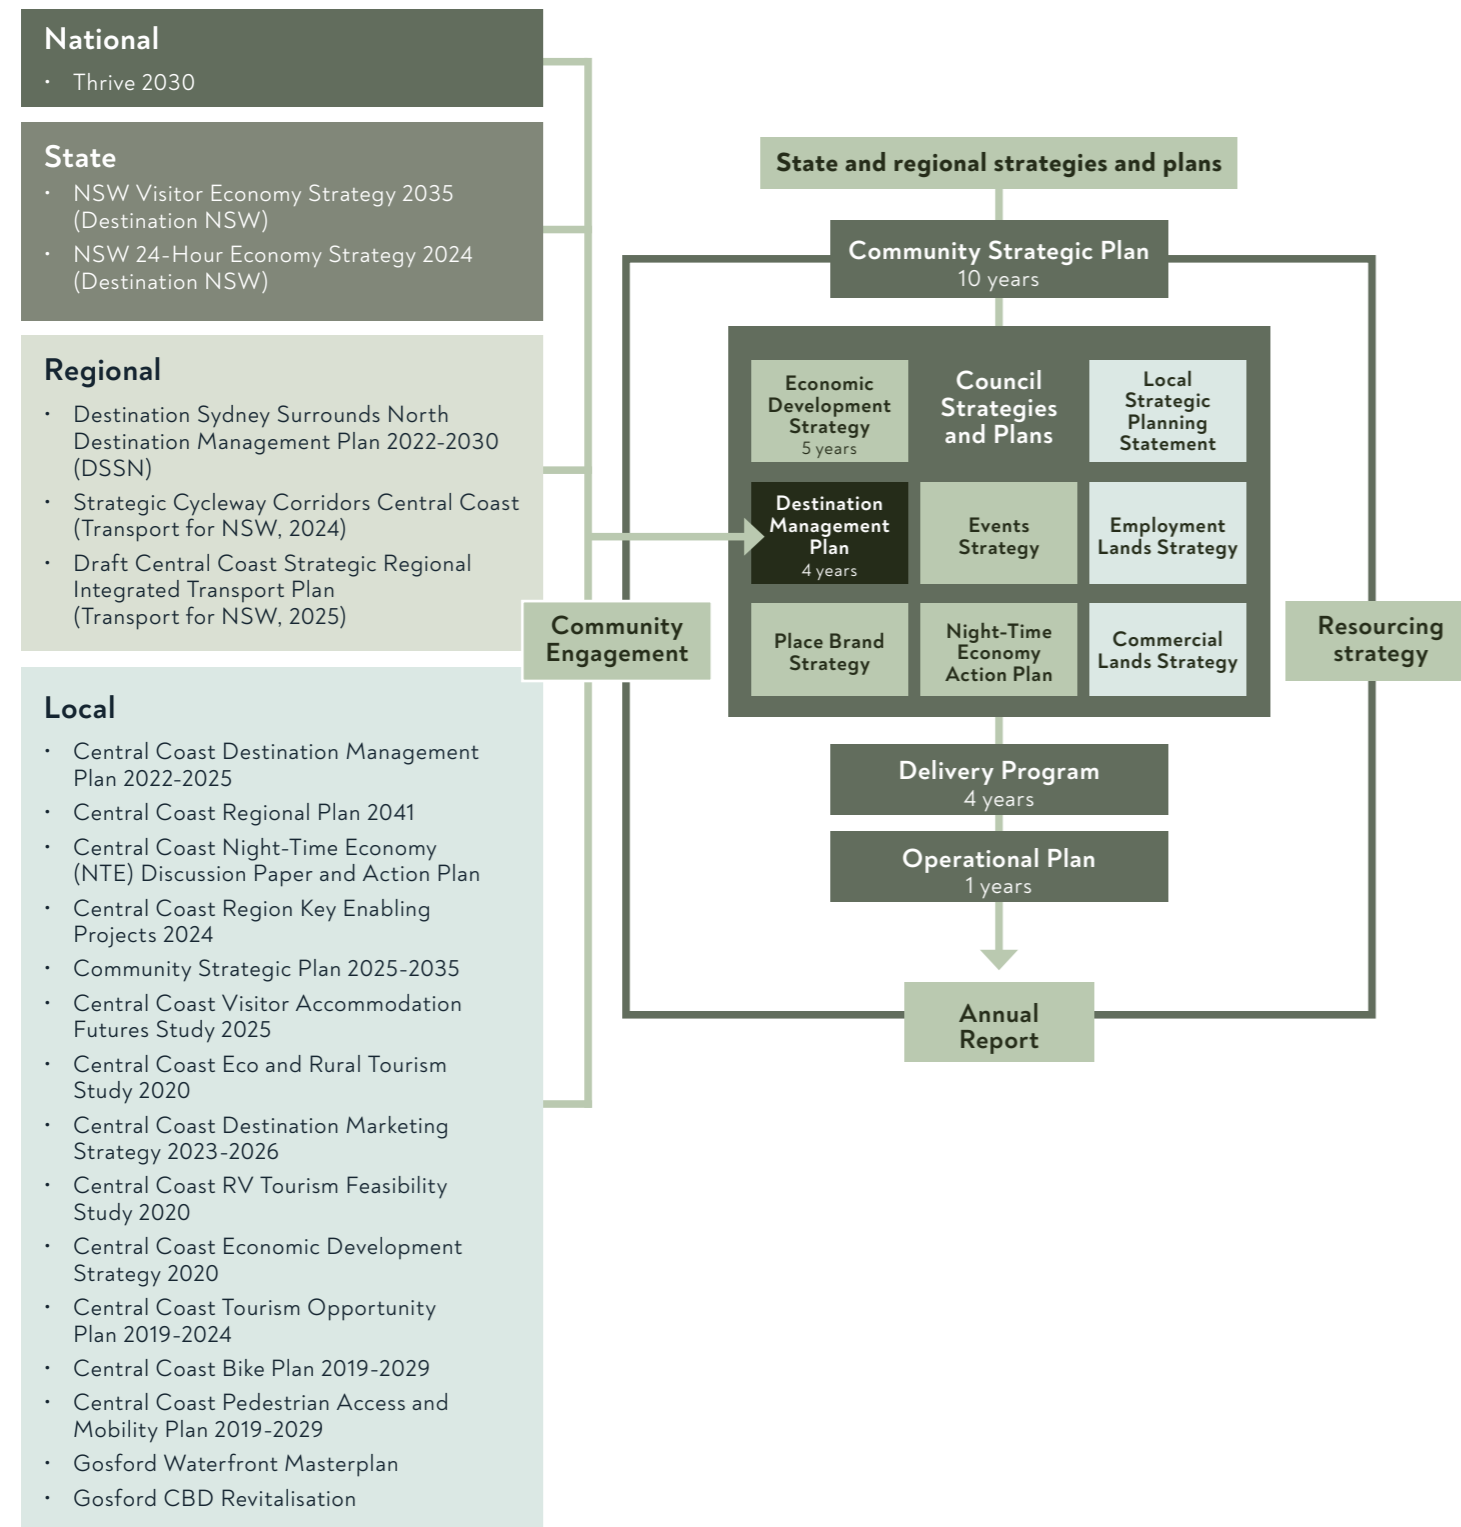 National
• Thrive 2030
State
• NSW Visitor Economy Strategy 2035
(Destination NSW)
• NSW 24-Hour Economy Strategy 2024
(Destination NSW)
Regional
• Destination Sydney Surrounds North
Destination Management Plan 2022-2030
(DSSN)
• Strategic Cycleway Corridors Central Coast
(Transport for NSW, 2024)
• Draft Central Coast Strategic Regional
Integrated Transport Plan
(Transport for NSW, 2025)
Local
• Central Coast Destination Management
Plan 2022-2025
• Central Coast Regional Plan 2041
• Central Coast Night-Time Economy
(NTE) Discussion Paper and Action Plan
• Central Coast Region Key Enabling
Projects 2024
• Community Strategic Plan 2025-2035
• Central Coast Visitor Accommodation
Futures Study 2025
• Central Coast Eco and Rural Tourism
Study 2020
• Central Coast Destination Marketing
Strategy 2023-2026
• Central Coast RV Tourism Feasibility
Study 2020
• Central Coast Economic Development
Strategy 2020
• Central Coast Tourism Opportunity
Plan 2019-2024
• Central Coast Bike Plan 2019-2029
• Central Coast Pedestrian Access and
Mobility Plan 2019-2029
• Gosford Waterfront Masterplan
• Gosford CBD Revitalisation
State and regional strategies and plans
Community Strategic Plan
10 years
Economic
Development
Strategy
5 years
Council
Strategies
and Plans
Local
Strategic
Planning
Statement
Destination
Management
Plan
4 years
Events
Strategy
Employment
Lands Strategy
Place Brand
Strategy
Night-Time
Economy
Action Plan
Commercial
Lands Strategy
Community
Engagement
Resourcing
strategy
Delivery Program
4 years
Operational Plan
1 years
Annual
Report